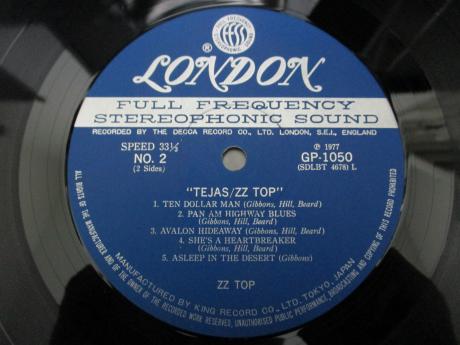 FULL FREQUENCY STEREOPHONIC SOUND
ffss
®
LONDON
FULL FREQUENCY
STEREOPHONIC SOUND
RECORDED BY THE DECCA RECORD CO., LTD. LONDON, S.E.I., ENGLAND
SPEED 33⅓
NO. 2
(2 Sides)
℗ 1977
GP-1050
(SDLBT 4678) L
"TEJAS/ZZ TOP"
1. TEN DOLLAR MAN (Gibbons, Hill, Beard)
2. PAN AM HIGHWAY BLUES
(Gibbons, Hill, Beard)
3. AVALON HIDEAWAY (Gibbons, Hill, Beard)
4. SHE'S A HEARTBREAKER
(Gibbons, Hill, Beard)
5. ASLEEP IN THE DESERT (Gibbons)
ZZ TOP
MANUFACTURED BY KING RECORD CO., LTD. TOKYO, JAPAN
ALL RIGHTS OF THE MANUFACTURER AND OF THE OWNER OF THE RECORDED WORK RESERVED. UNAUTHORISED PUBLIC PERFORMANCE, BROADCASTING AND COPYING OF THIS RECORD PROHIBITED